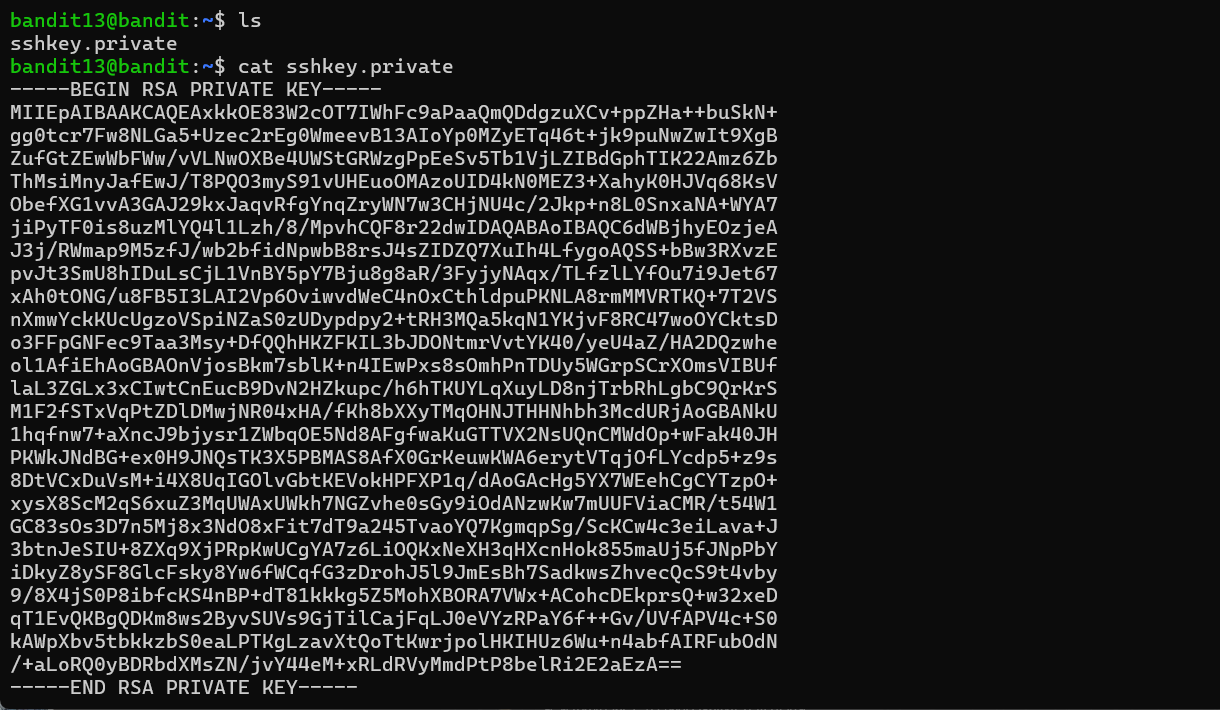 bandit13@bandit:~$ ls
sshkey.private
bandit13@bandit:~$ cat sshkey.private
-----BEGIN RSA PRIVATE KEY-----
MIIEpAIBAAKCAQEAxkkOE83W2cOT7IWhFc9aPaaQmQDdgzuXCv+ppZHa++buSkN+
gg0tcr7Fw8NLGa5+Uzec2rEg0WmeevB13AIoYp0MZyETq46t+jk9puNwZwIt9XgB
ZufGtZEwWbFWw/vVLNwOXBe4UWStGRWzgPpEeSv5Tb1VjLZIBdGphTIK22Amz6Zb
ThMsiMnyJafEwJ/T8PQO3myS91vUHEuoOMAzoUID4kN0MEZ3+XahyK0HJVq68KsV
ObefXG1vvA3GAJ29kxJaqvRfgYnqZryWN7w3CHjNU4c/2Jkp+n8L0SnxaNA+WYA7
jiPyTF0is8uzMlYQ4l1Lzh/8/MpvhCQF8r22dwIDAQABAoIBAQC6dWBjhyEOzjeA
J3j/RWmap9M5zfJ/wb2bfidNpwbB8rsJ4sZIDZQ7XuIh4LfygoAQSS+bBw3RXvzE
pvJt3SmU8hIDuLsCjL1VnBY5pY7Bju8g8aR/3FyjyNAqx/TLfzlLYfOu7i9Jet67
xAh0tONG/u8FB5I3LAI2Vp6OviwvdWeC4nOxCthldpuPKNLA8rmMMVRTKQ+7T2VS
nXmwYckKUcUgzoVSpiNZaS0zUDypdpy2+tRH3MQa5kqN1YKjvF8RC47woOYCktsD
o3FFpGNFec9Taa3Msy+DfQQhHKZFKIL3bJDONtmrVvtYK40/yeU4aZ/HA2DQzwhe
ol1AfiEhAoGBAOnVjosBkm7sblK+n4IEwPxs8sOmhPnTDUy5WGrpSCrXOmsVIBUf
laL3ZGLx3xCIwtCnEucB9DvN2HZkupc/h6hTKUYLqXuyLD8njTrbRhLgbC9QrKrS
M1F2fSTxVqPtZDlDMwjNR04xHA/fKh8bXXyTMqOHNJTHHNhbh3McdURjAoGBANkU
1hqfnw7+aXncJ9bjysr1ZWbqOE5Nd8AFgfwaKuGTTVX2NsUQnCMWdOp+wFak40JH
PKWkJNdBG+ex0H9JNQsTK3X5PBMAS8AfX0GrKeuwKWA6erytVTqjOfLYcdp5+z9s
8DtVCxDuVsM+i4X8UqIGOlvGbtKEVokHPFXP1q/dAoGAcHg5YX7WEehCgCYTzpO+
xysX8ScM2qS6xuZ3MqUWAxUWkh7NGZvhe0sGy9iOdANzwKw7mUUFViaCMR/t54W1
GC83sOs3D7n5Mj8x3NdO8xFit7dT9a245TvaoYQ7KgmqpSg/ScKCw4c3eiLava+J
3btnJeSIU+8ZXq9XjPRpKwUCgYA7z6LiOQKxNeXH3qHXcnHok855maUj5fJNpPbY
iDkyZ8ySF8GlcFsky8Yw6fWCqfG3zDrohJ5l9JmEsBh7SadkwsZhvecQcS9t4vby
9/8X4jS0P8ibfcKS4nBP+dT81kkkg5Z5MohXBORA7VWx+ACohcDEkprsQ+w32xeD
qT1EvQKBgQDKm8ws2ByvSUVs9GjTilCajFqLJ0eVYzRPaY6f++Gv/UVfAPV4c+S0
kAWpXbv5tbkkzbS0eaLPTKgLzavXtQoTtKwrjpolHKIHUz6Wu+n4abfAIRFubOdN
/+aLoRQ0yBDRbdXMsZN/jvY44eM+xRLdRVyMmdPtP8belRi2E2aEzA==
-----END RSA PRIVATE KEY-----